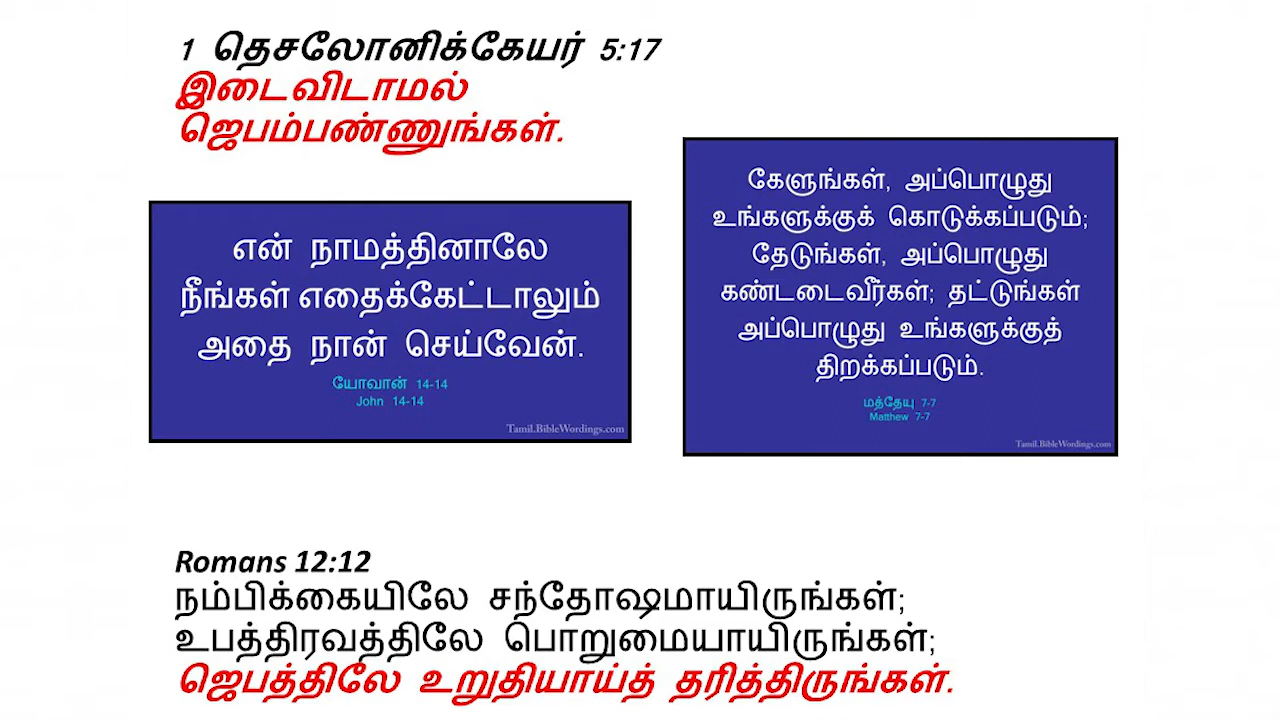 1 தெசலோனிக்கேயர் 5:17
இடைவிடாமல்
ஜெபம்பண்ணுங்கள்.
என் நாமத்தினாலே
நீங்கள் எதைக்கேட்டாலும்
அதை நான் செய்வேன்.
யோவான் 14-14
John 14-14
Tamil.BibleWordings.com
கேளுங்கள், அப்பொழுது
உங்களுக்குக் கொடுக்கப்படும்;
தேடுங்கள், அப்பொழுது
கண்டடைவீர்கள்; தட்டுங்கள்
அப்பொழுது உங்களுக்குத்
திறக்கப்படும்.
மத்தேயு 7-7
Matthew 7-7
Tamil.BibleWordings.com
Romans 12:12
நம்பிக்கையிலே சந்தோஷமாயிருங்கள்;
உபத்திரவத்திலே பொறுமையாயிருங்கள்;
ஜெபத்திலே உறுதியாய்த் தரித்திருங்கள்.